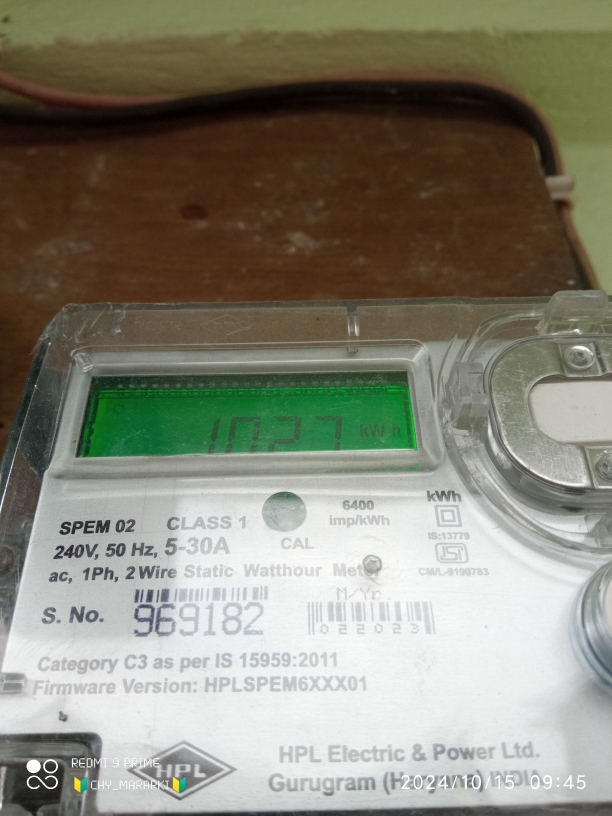 kWh
SPEM 02 CLASS 1
6400
imp/kWh
kWh
240V, 50 Hz, 5-30A
CAL
IS:13779
ac, 1Ph, 2 Wire Static Watthour Meter
CM/L-9190783
M/Yr.
S. No. 969182
022023
Category C3 as per IS 15959:2011
Firmware Version: HPLSPEM6XXX01
HPL
HPL Electric & Power Ltd.
Gurugram
REDMI 9 PRIME
CHY_MARARKI
2024/10/15 09:45